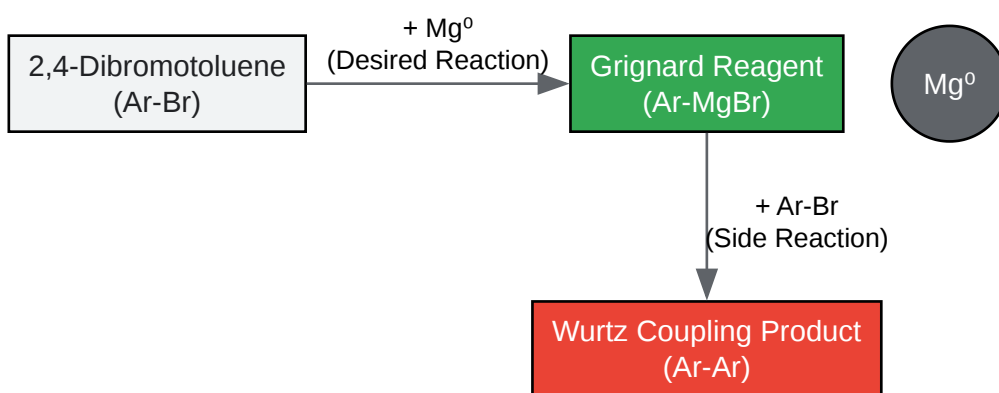 + Mg⁰
(Desired Reaction)
2,4-Dibromotoluene
(Ar-Br)
Grignard Reagent
(Ar-MgBr)
Mg⁰
+ Ar-Br
(Side Reaction)
Wurtz Coupling Product
(Ar-Ar)